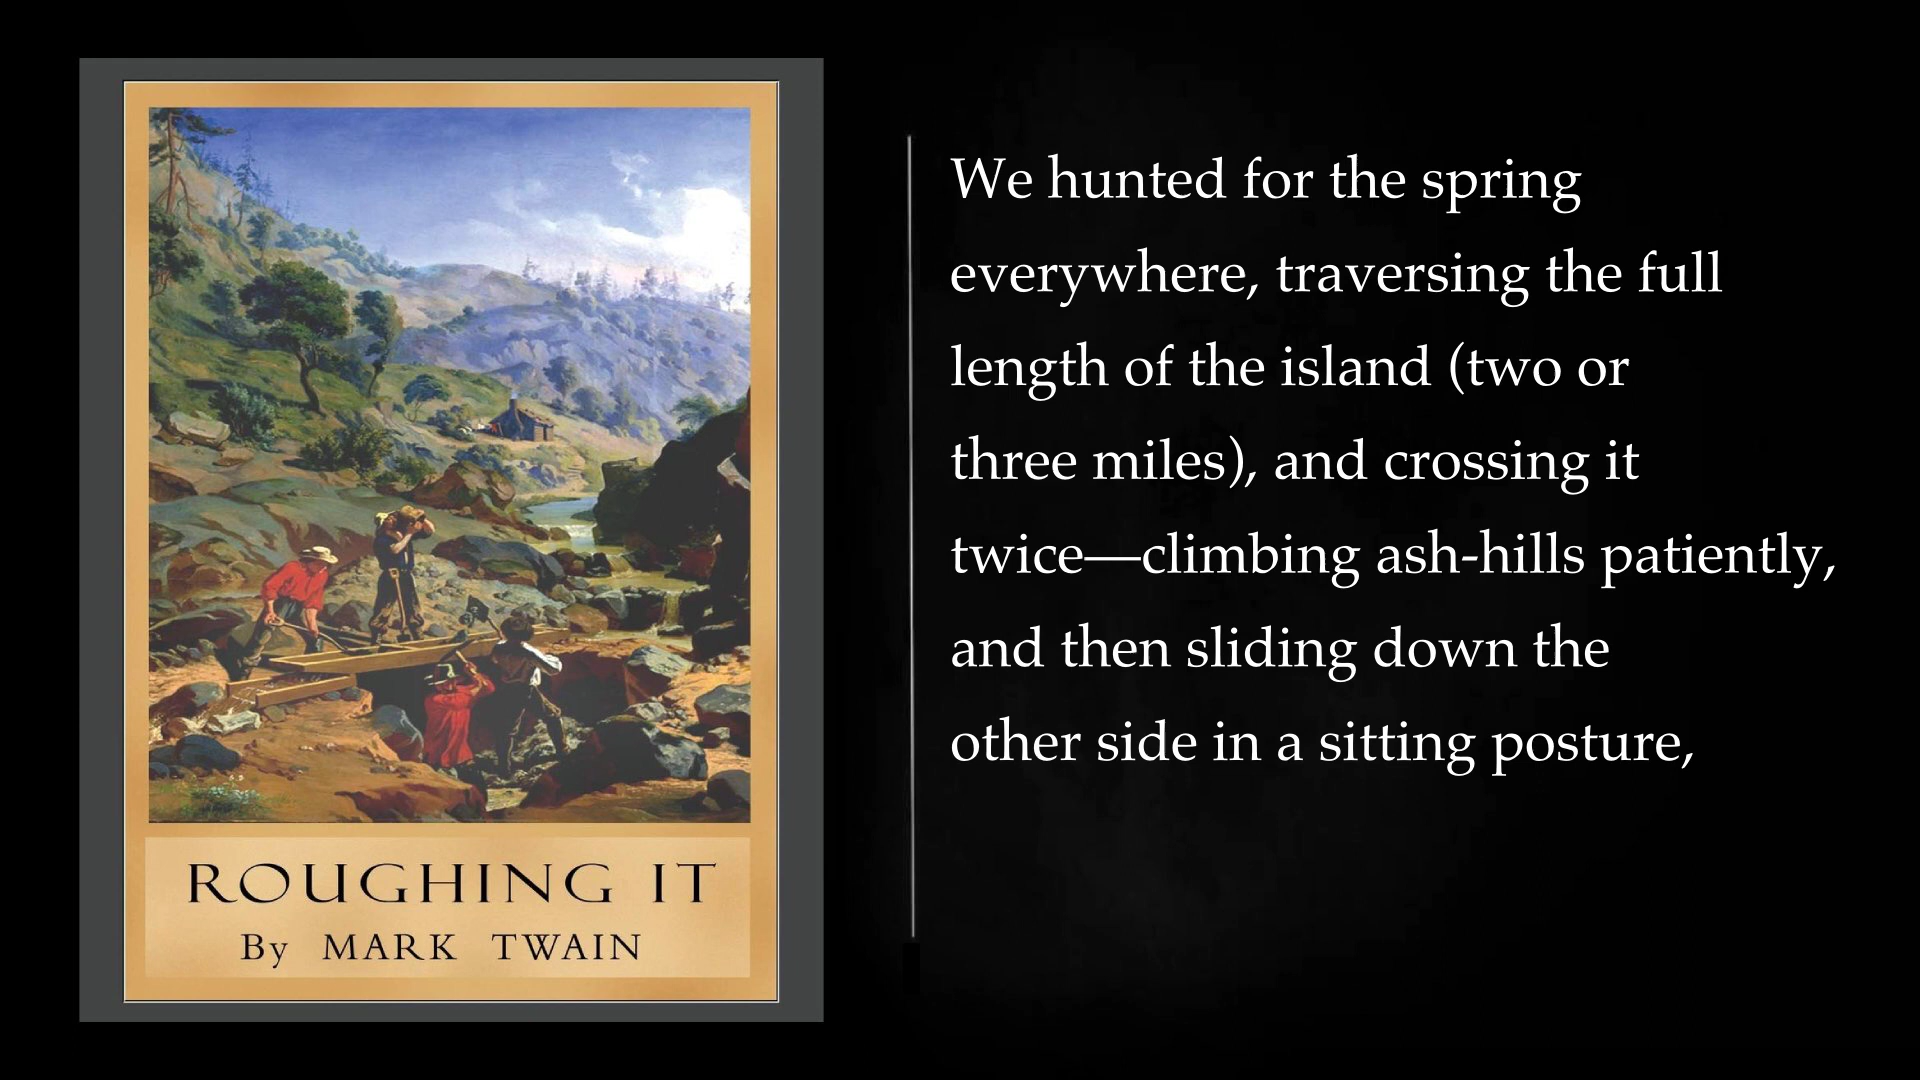 ROUGHING IT
By MARK TWAIN
We hunted for the spring
everywhere, traversing the full
length of the island (two or
three miles), and crossing it
twice—climbing ash-hills patiently,
and then sliding down the
other side in a sitting posture,